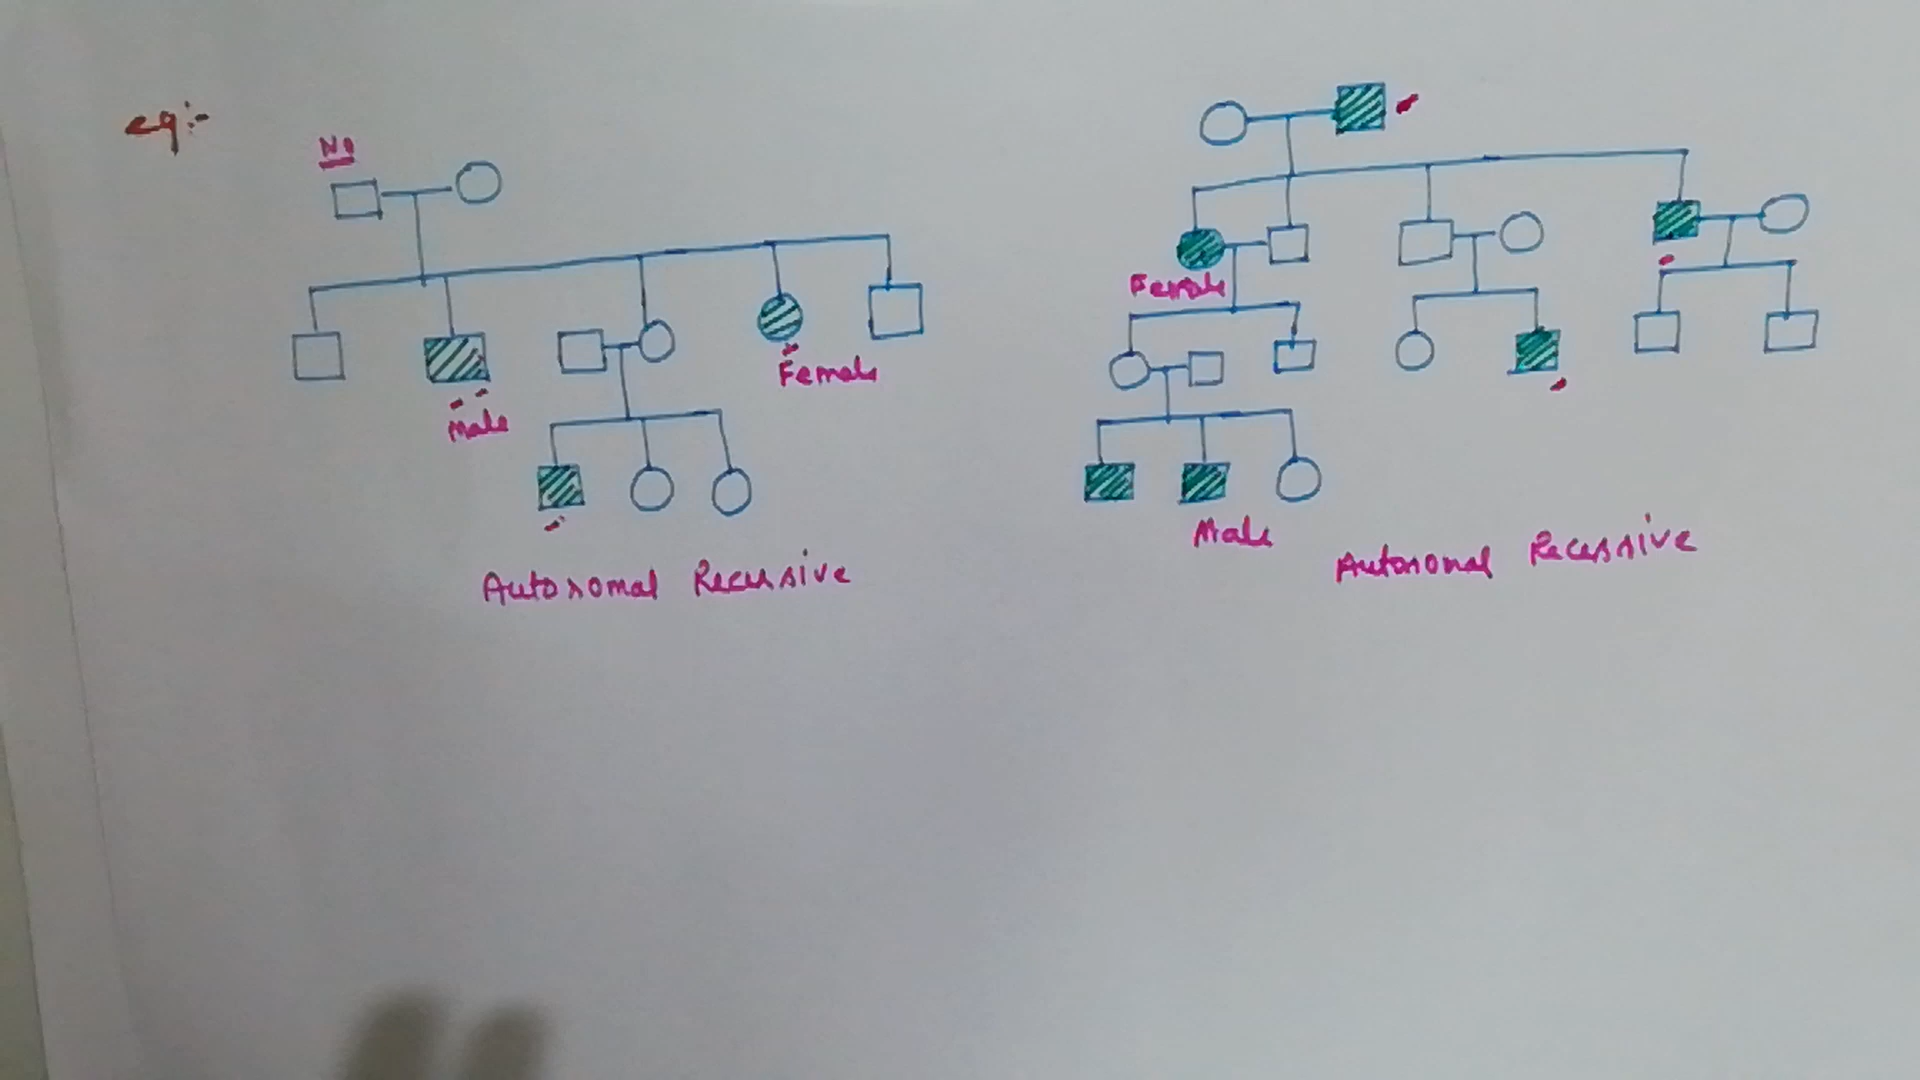 eg:-
No
Male
Female
Autosomal Recessive
Female
Male
Autosomal Recessive